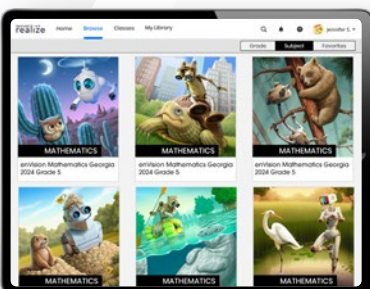 realize
Home Browse Classes My Library
Jennifer S.
Grade Subject Favorites
MATHEMATICS MATHEMATICS MATHEMATICS
enVision Mathematics Georgia enVision Mathematics Georgia enVision Mathematics Georgia
2024 Grade 5 2024 Grade 5 2024 Grade 5
MATHEMATICS MATHEMATICS MATHEMATICS